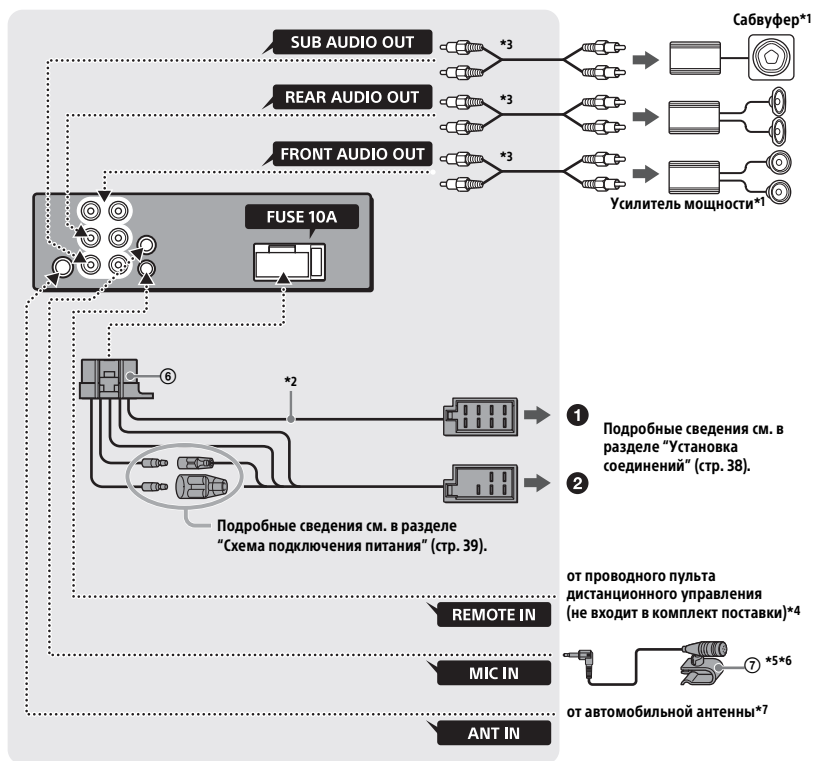 Сабвуфер*1
SUB AUDIO OUT
*3
REAR AUDIO OUT
*3
FRONT AUDIO OUT
*3
Усилитель мощности*1
FUSE 10A
⑥
*2
❶
Подробные сведения см. в
разделе “Установка
соединений” (стр. 38).
❷
Подробные сведения см. в разделе
“Схема подключения питания” (стр. 39).
от проводного пульта
дистанционного управления
(не входит в комплект поставки)*4
REMOTE IN
⑦ *5*6
MIC IN
от автомобильной антенны*7
ANT IN